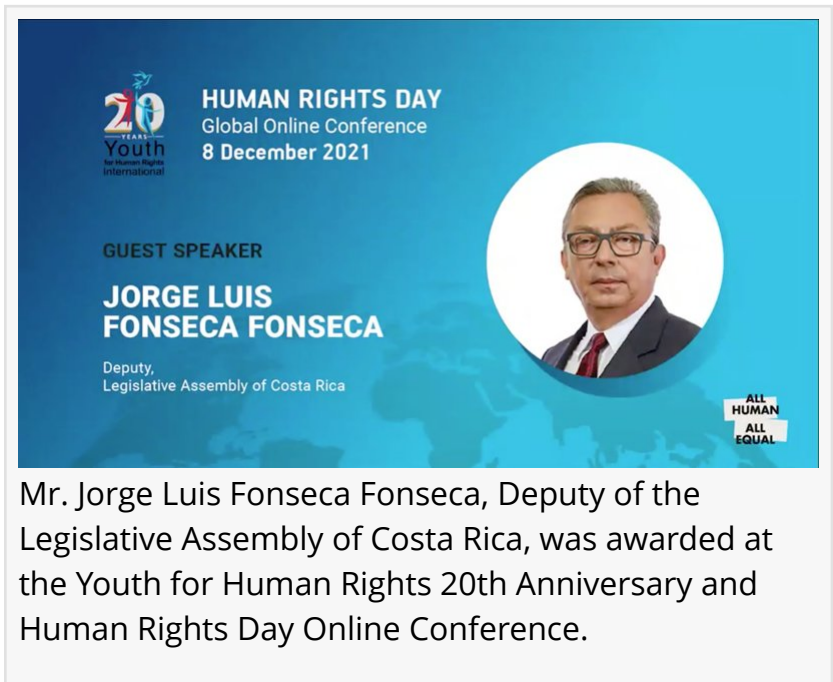 20
YEARS
Youth
for Human Rights
International
HUMAN RIGHTS DAY
Global Online Conference
8 December 2021
GUEST SPEAKER
JORGE LUIS
FONSECA FONSECA
Deputy,
Legislative Assembly of Costa Rica
ALL
HUMAN
ALL
EQUAL
Mr. Jorge Luis Fonseca Fonseca, Deputy of the
Legislative Assembly of Costa Rica, was awarded at
the Youth for Human Rights 20th Anniversary and
Human Rights Day Online Conference.